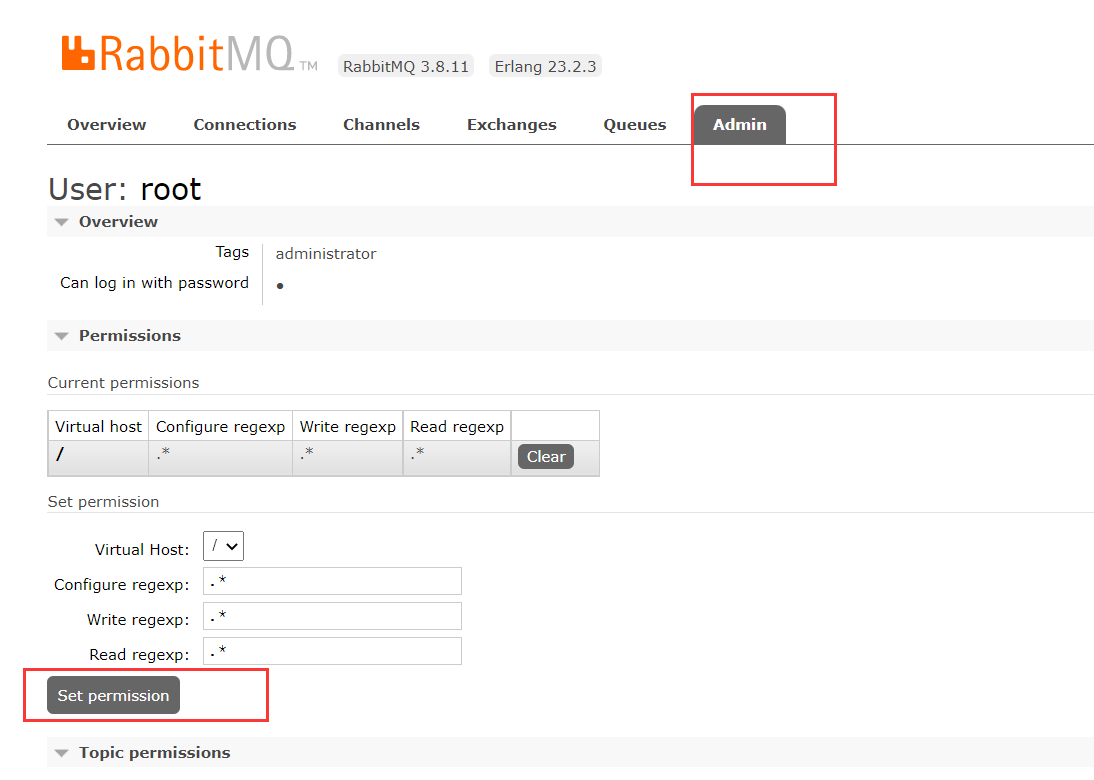 RabbitMQ TM RabbitMQ 3.8.11 Erlang 23.2.3
Overview Connections Channels Exchanges Queues Admin
User: root
Overview
Tags administrator
Can log in with password •
Permissions
Current permissions
Virtual host Configure regexp Write regexp Read regexp
/ .* .* .* Clear
Set permission
Virtual Host: /
Configure regexp: .*
Write regexp: .*
Read regexp: .*
Set permission
Topic permissions